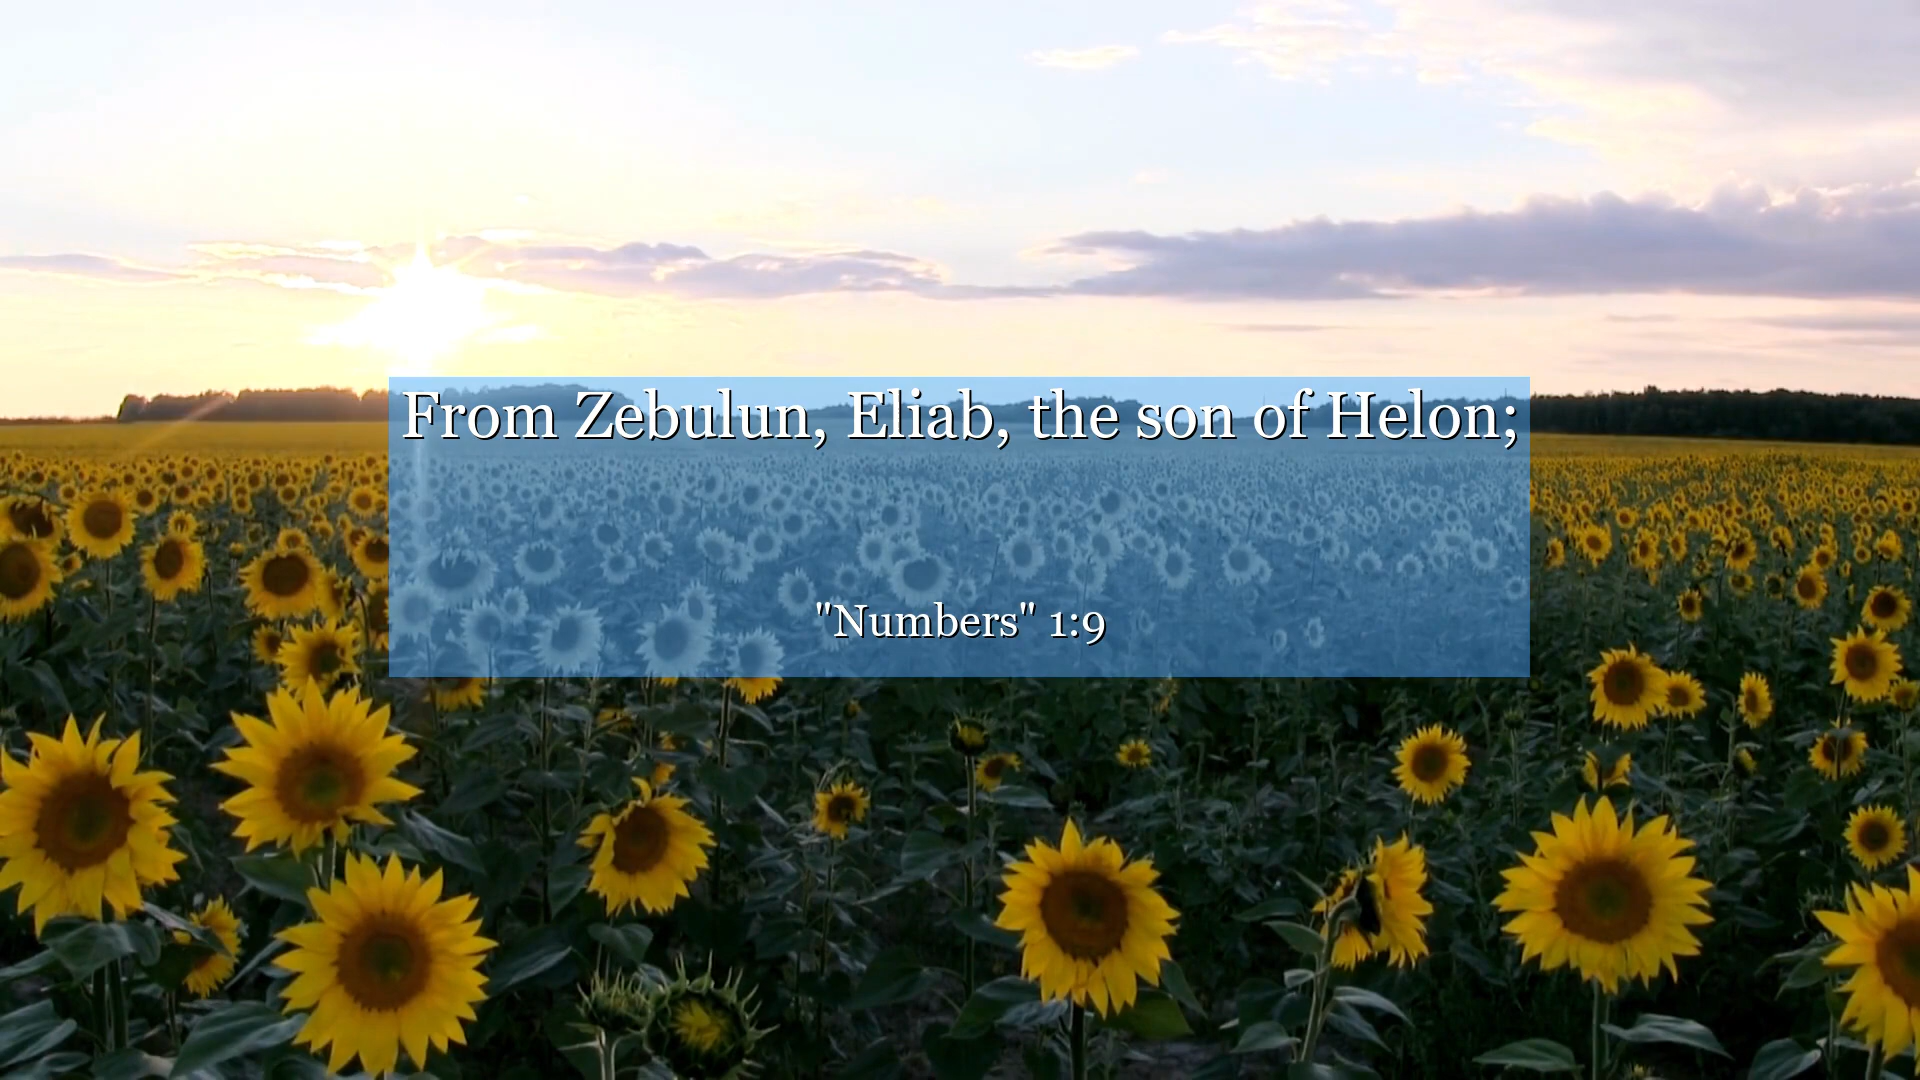 From Zebulun, Eliab, the son of Helon;
"Numbers" 1:9